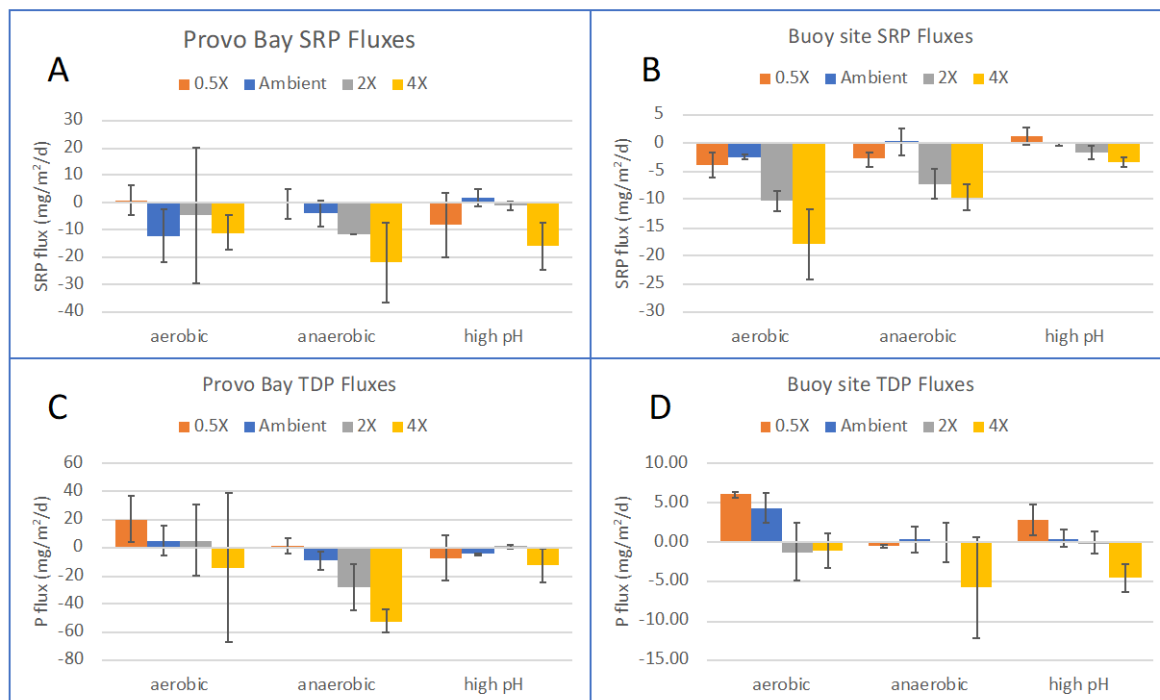 Provo Bay SRP Fluxes
A
0.5X Ambient 2X 4X
SRP flux (mg/m²/d)
30
20
10
0
-10
-20
-30
-40
aerobic anaerobic high pH
Buoy site SRP Fluxes
B
0.5X Ambient 2X 4X
SRP flux (mg/m²/d)
5
0
-5
-10
-15
-20
-25
-30
aerobic anaerobic high pH
Provo Bay TDP Fluxes
C
0.5X Ambient 2X 4X
P flux (mg/m²/d)
60
40
20
0
-20
-40
-60
-80
aerobic anaerobic high pH
Buoy site TDP Fluxes
D
0.5X Ambient 2X 4X
P flux (mg/m²/d)
10.00
5.00
0.00
-5.00
-10.00
-15.00
aerobic anaerobic high pH